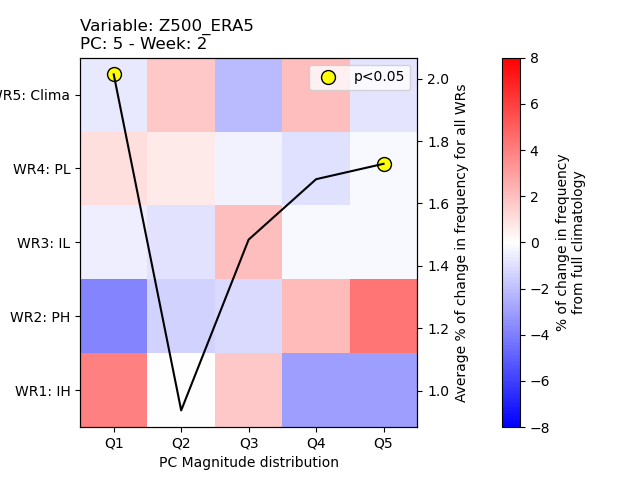 Variable: Z500_ERA5
PC: 5 - Week: 2
p<0.05
WR5: Clima
WR4: PL
WR3: IL
WR2: PH
WR1: IH
Q1 Q2 Q3 Q4 Q5
PC Magnitude distribution
2.0
1.8
1.6
1.4
1.2
1.0
Average % of change in frequency for all WRs
8
6
4
2
0
−2
−4
−6
−8
% of change in frequency
from full climatology